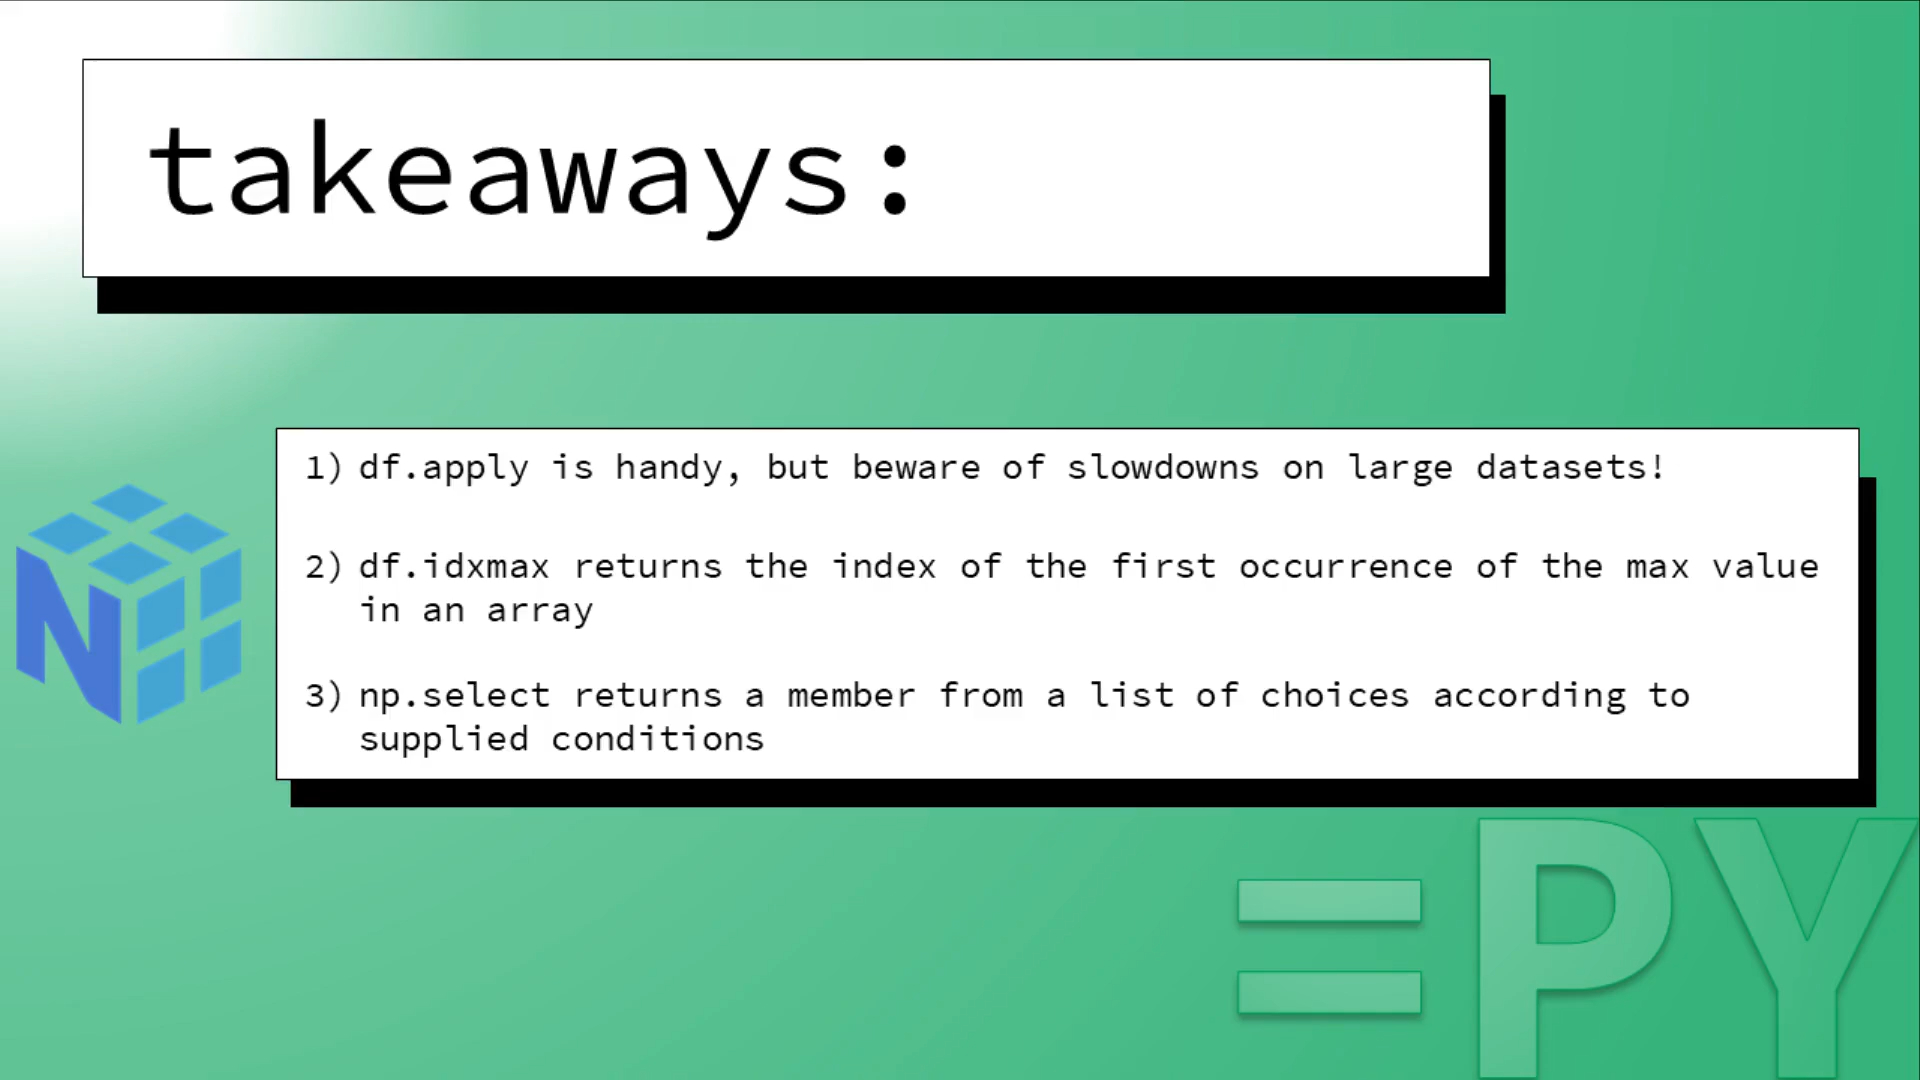 takeaways:
1) df.apply is handy, but beware of slowdowns on large datasets!
2) df.idxmax returns the index of the first occurrence of the max value
in an array
3) np.select returns a member from a list of choices according to
supplied conditions
N
=PY